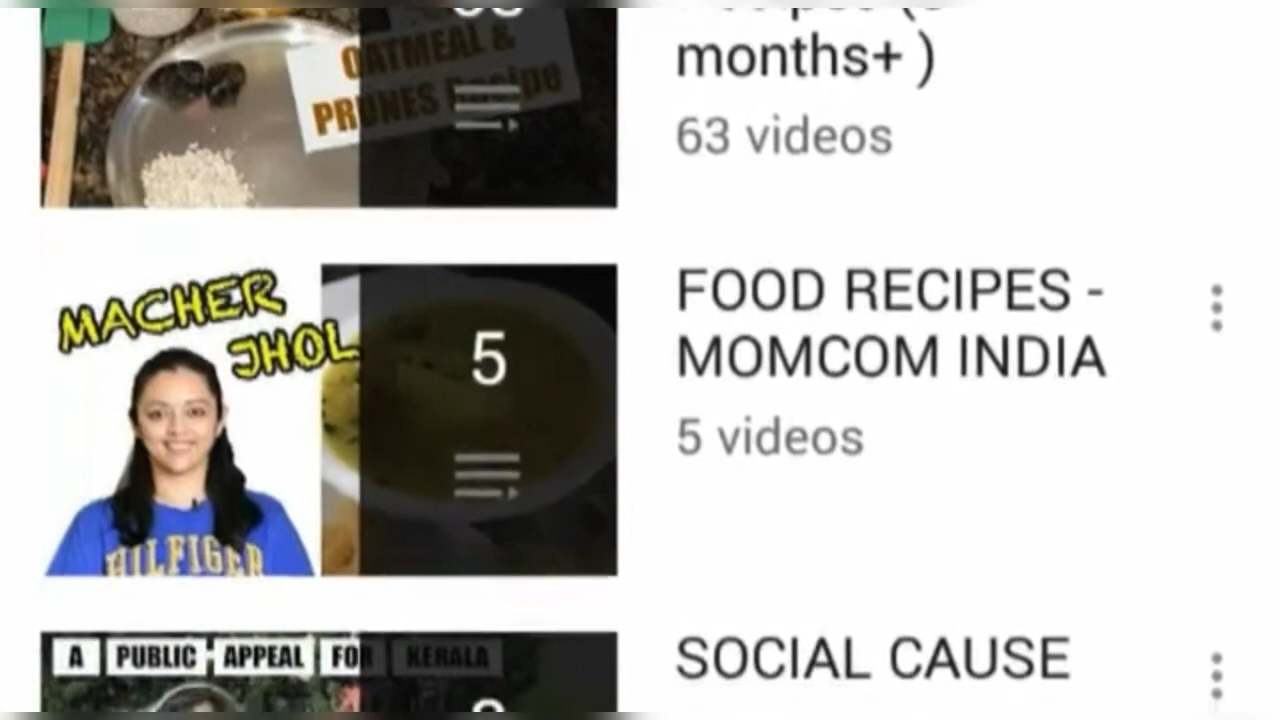 OATMEAL &
PRUNES Recipe
months+ )
63 videos
MACHER
JHOL
HILFIGER
5
FOOD RECIPES -
MOMCOM INDIA
5 videos
A PUBLIC APPEAL FOR KERALA
SOCIAL CAUSE